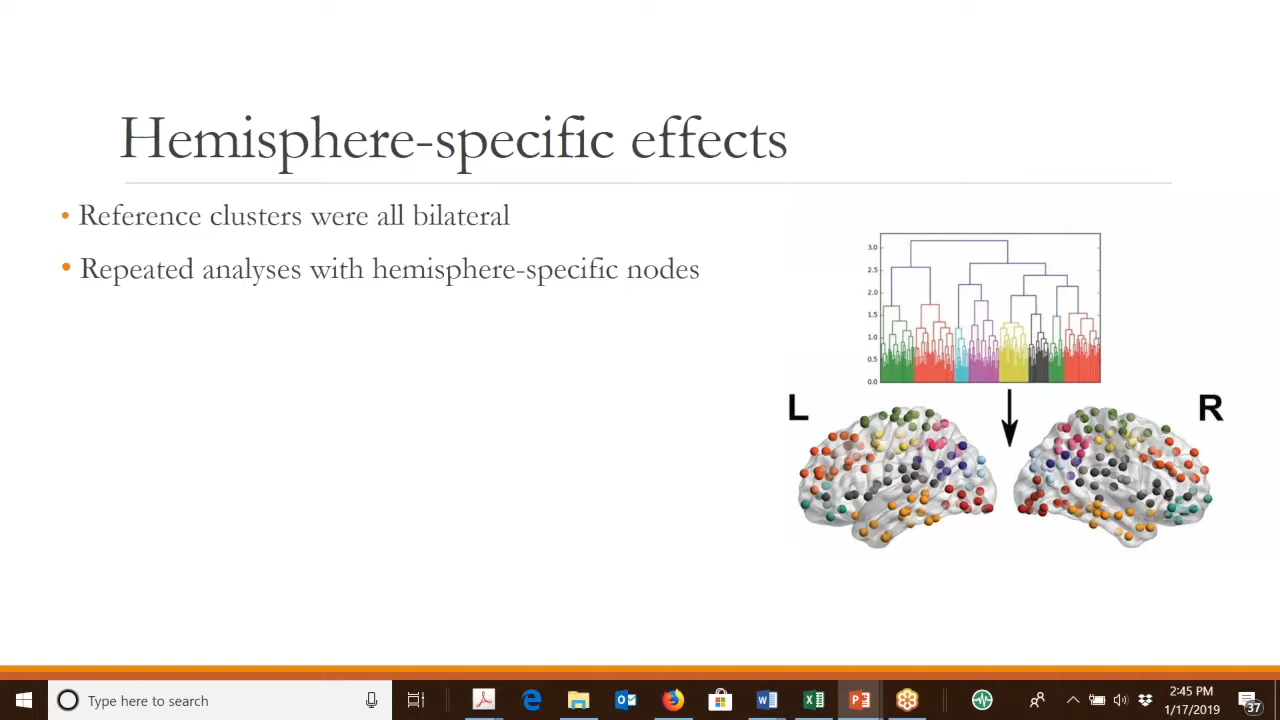 Hemisphere-specific effects
• Reference clusters were all bilateral
• Repeated analyses with hemisphere-specific nodes
3.0
2.5
2.0
1.5
1.0
0.5
0.0
L
R
Type here to search
2:45 PM
1/17/2019
37